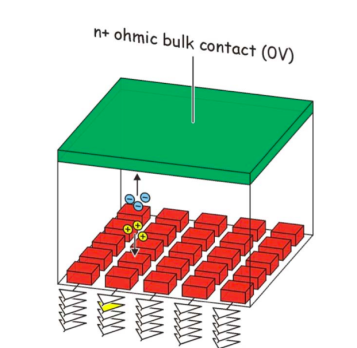 n+ ohmic bulk contact (0V)